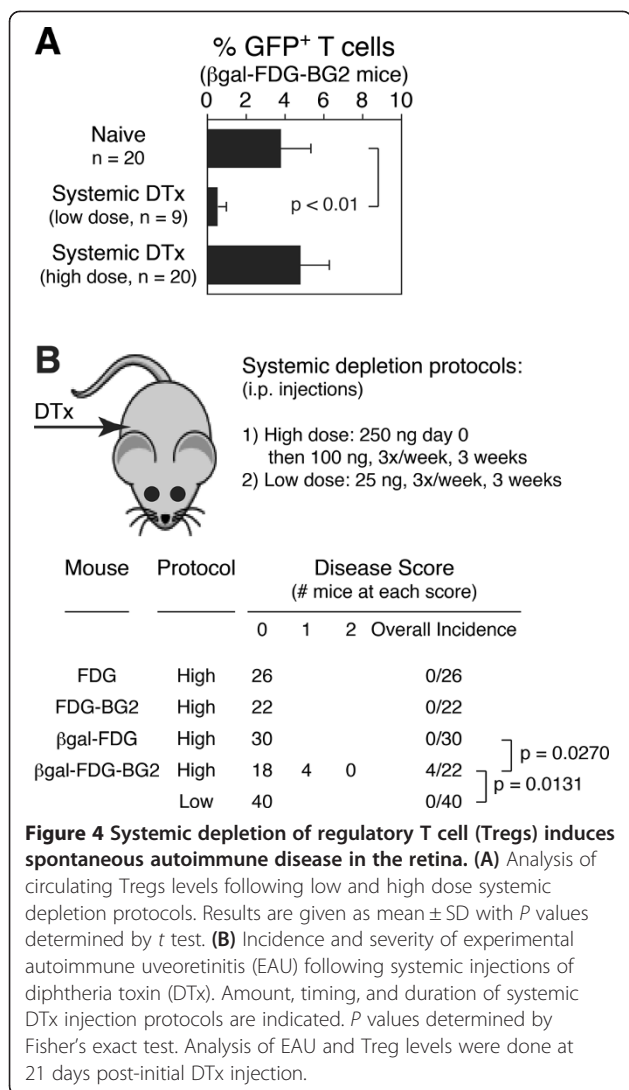 A
% GFP⁺ T cells
(βgal-FDG-BG2 mice)
0 2 4 6 8 10
Naive
n = 20
Systemic DTx
(low dose, n = 9)
p < 0.01
Systemic DTx
(high dose, n = 20)
B
DTx
Systemic depletion protocols:
(i.p. injections)
1) High dose: 250 ng day 0
then 100 ng, 3x/week, 3 weeks
2) Low dose: 25 ng, 3x/week, 3 weeks
Mouse Protocol Disease Score
(# mice at each score)
0 1 2 Overall Incidence
FDG High 26 0/26
FDG-BG2 High 22 0/22
βgal-FDG High 30 0/30
p = 0.0270
βgal-FDG-BG2 High 18 4 0 4/22
p = 0.0131
Low 40 0/40
Figure 4 Systemic depletion of regulatory T cell (Tregs) induces
spontaneous autoimmune disease in the retina. (A) Analysis of
circulating Tregs levels following low and high dose systemic
depletion protocols. Results are given as mean ± SD with P values
determined by t test. (B) Incidence and severity of experimental
autoimmune uveoretinitis (EAU) following systemic injections of
diphtheria toxin (DTx). Amount, timing, and duration of systemic
DTx injection protocols are indicated. P values determined by
Fisher's exact test. Analysis of EAU and Treg levels were done at
21 days post-initial DTx injection.